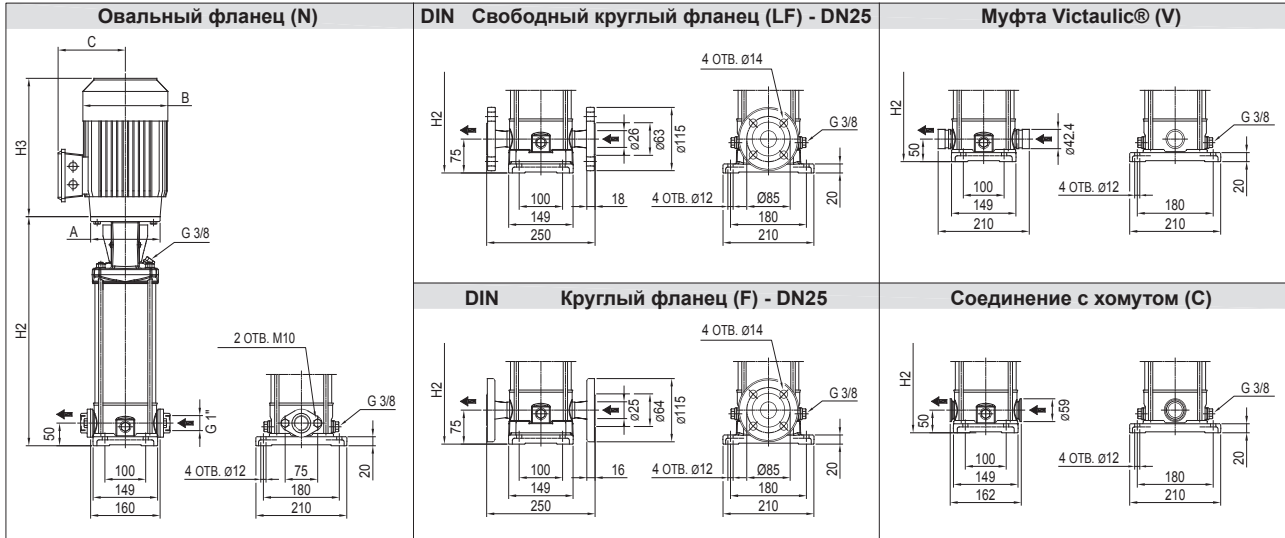 Овальный фланец (N)
C
B
H3
A
G 3/8
H2
50
G 1"
100
149
160
2 ОТВ. M10
G 3/8
4 ОТВ. Ø12
75
180
210
20
DIN Свободный круглый фланец (LF) - DN25
H2
75
ø26
ø63
ø115
100
149
250
18
4 ОТВ. Ø14
G 3/8
4 ОТВ. Ø12
Ø85
180
210
20
Муфта Victaulic® (V)
H2
50
ø42.4
100
149
210
G 3/8
4 ОТВ. Ø12
180
210
20
DIN Круглый фланец (F) - DN25
H2
75
ø25
ø64
ø115
100
149
250
16
4 ОТВ. Ø14
G 3/8
4 ОТВ. Ø12
Ø85
180
210
20
Соединение с хомутом (C)
H2
50
ø59
100
149
162
G 3/8
4 ОТВ. Ø12
180
210
20